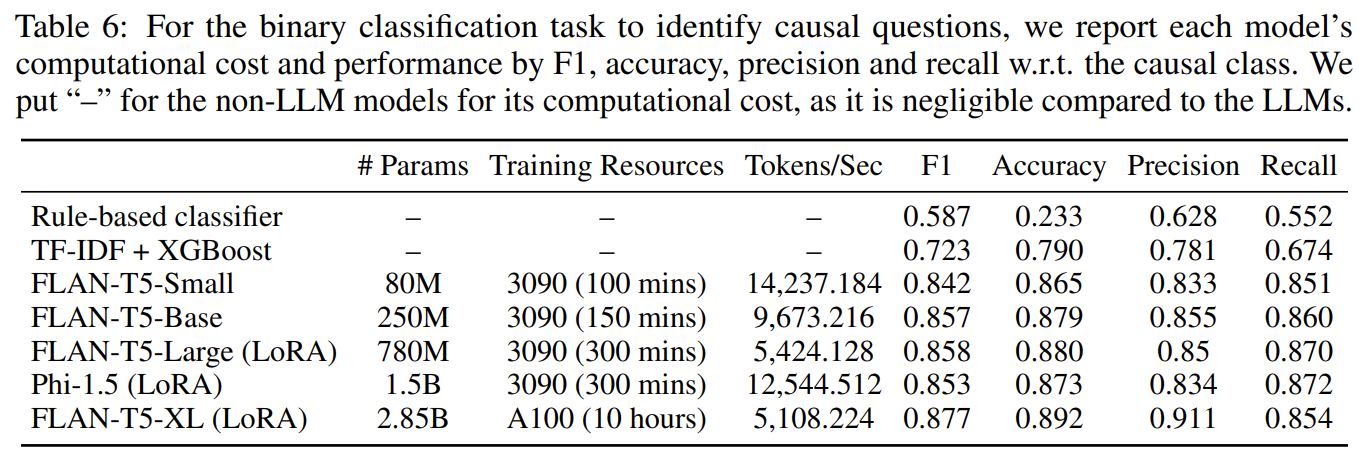 Table 6: For the binary classification task to identify causal questions, we report each model’s
computational cost and performance by F1, accuracy, precision and recall w.r.t. the causal class. We
put “–” for the non-LLM models for its computational cost, as it is negligible compared to the LLMs.
# Params Training Resources Tokens/Sec F1 Accuracy Precision Recall
Rule-based classifier – – – 0.587 0.233 0.628 0.552
TF-IDF + XGBoost – – – 0.723 0.790 0.781 0.674
FLAN-T5-Small 80M 3090 (100 mins) 14,237.184 0.842 0.865 0.833 0.851
FLAN-T5-Base 250M 3090 (150 mins) 9,673.216 0.857 0.879 0.855 0.860
FLAN-T5-Large (LoRA) 780M 3090 (300 mins) 5,424.128 0.858 0.880 0.85 0.870
Phi-1.5 (LoRA) 1.5B 3090 (300 mins) 12,544.512 0.853 0.873 0.834 0.872
FLAN-T5-XL (LoRA) 2.85B A100 (10 hours) 5,108.224 0.877 0.892 0.911 0.854